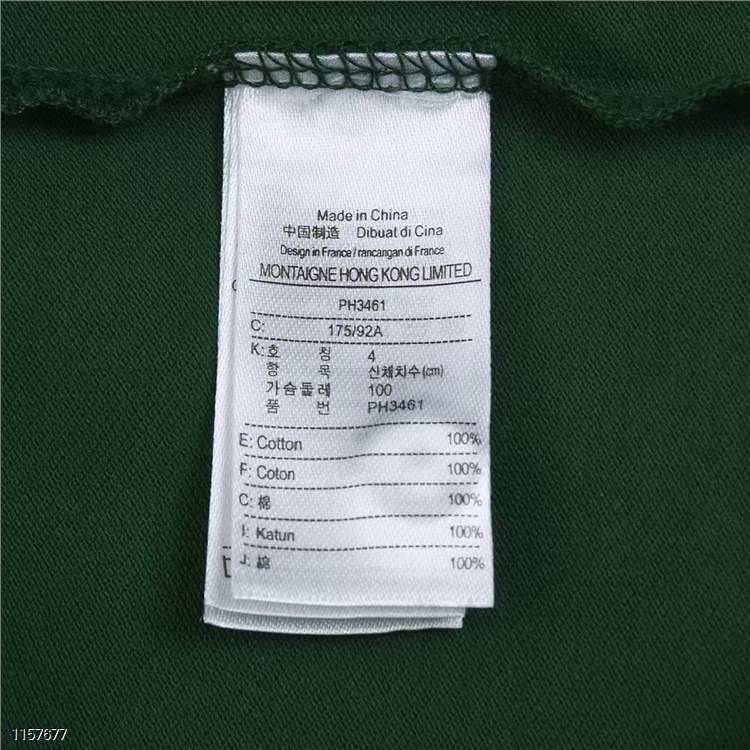 Made in China
中国制造 Dibuat di Cina
Design in France / rancangan di France
MONTAIGNE HONG KONG LIMITED
PH3461
C: 175/92A
K: 호 칭 4
항 목 신체치수(cm)
가슴둘레 100
품 번 PH3461
E: Cotton 100%
F: Coton 100%
C: 棉 100%
I: Katun 100%
J: 綿 100%
1157677